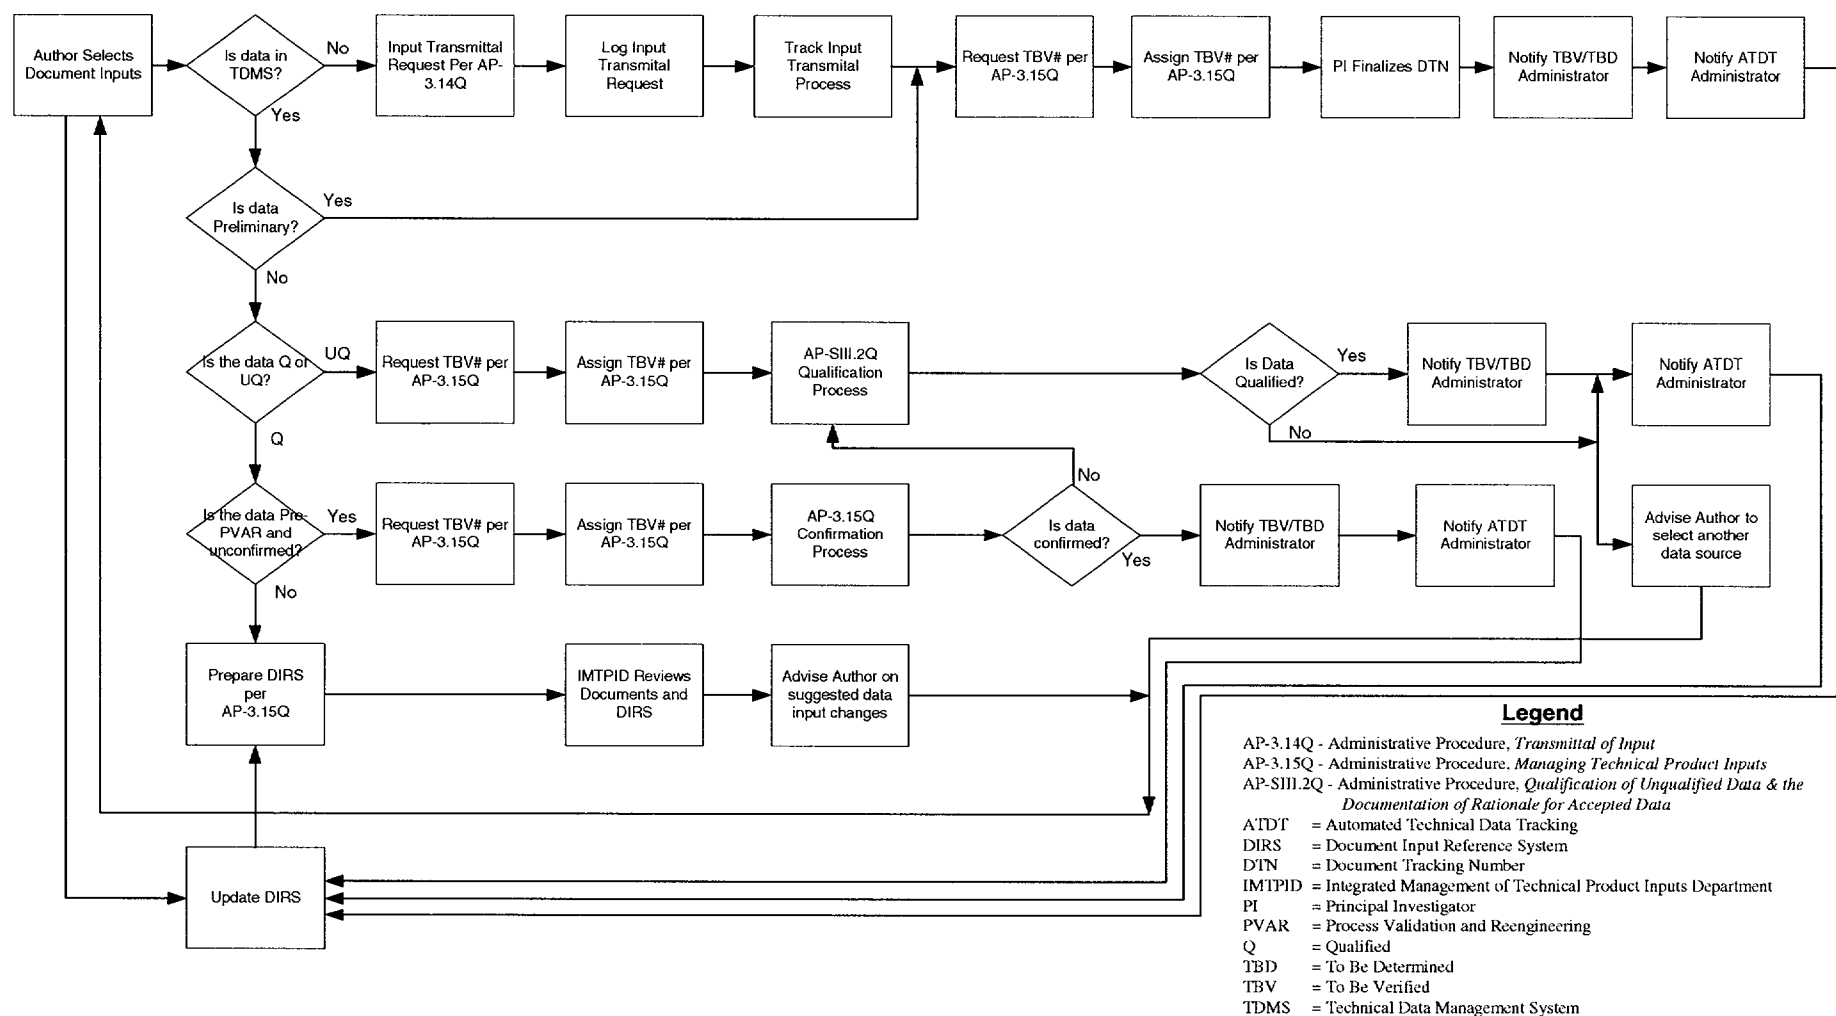 Author Selects
Document Inputs
Is data in
TDMS?
No
Yes
Input Transmittal
Request Per AP-
3.14Q
Log Input
Transmital
Request
Track Input
Transmital
Process
Request TBV# per
AP-3.15Q
Assign TBV# per
AP-3.15Q
PI Finalizes DTN
Notify TBV/TBD
Administrator
Notify ATDT
Administrator
Is data
Preliminary?
Yes
No
Is the data Q or
UQ?
UQ
Q
Request TBV# per
AP-3.15Q
Assign TBV# per
AP-3.15Q
AP-SIII.2Q
Qualification
Process
Is Data
Qualified?
Yes
No
Notify TBV/TBD
Administrator
Notify ATDT
Administrator
Is the data Pre-
PVAR and
unconfirmed?
Yes
No
Request TBV# per
AP-3.15Q
Assign TBV# per
AP-3.15Q
AP-3.15Q
Confirmation
Process
Is data
confirmed?
No
Yes
Notify TBV/TBD
Administrator
Notify ATDT
Administrator
Advise Author to
select another
data source
Prepare DIRS
per
AP-3.15Q
IMTPID Reviews
Documents and
DIRS
Advise Author on
suggested data
input changes
Update DIRS
Legend
AP-3.14Q - Administrative Procedure, Transmittal of Input
AP-3.15Q - Administrative Procedure, Managing Technical Product Inputs
AP-SIII.2Q - Administrative Procedure, Qualification of Unqualified Data & the
Documentation of Rationale for Accepted Data
ATDT = Automated Technical Data Tracking
DIRS = Document Input Reference System
DTN = Document Tracking Number
IMTPID = Integrated Management of Technical Product Inputs Department
PI = Principal Investigator
PVAR = Process Validation and Reengineering
Q = Qualified
TBD = To Be Determined
TBV = To Be Verified
TDMS = Technical Data Management System